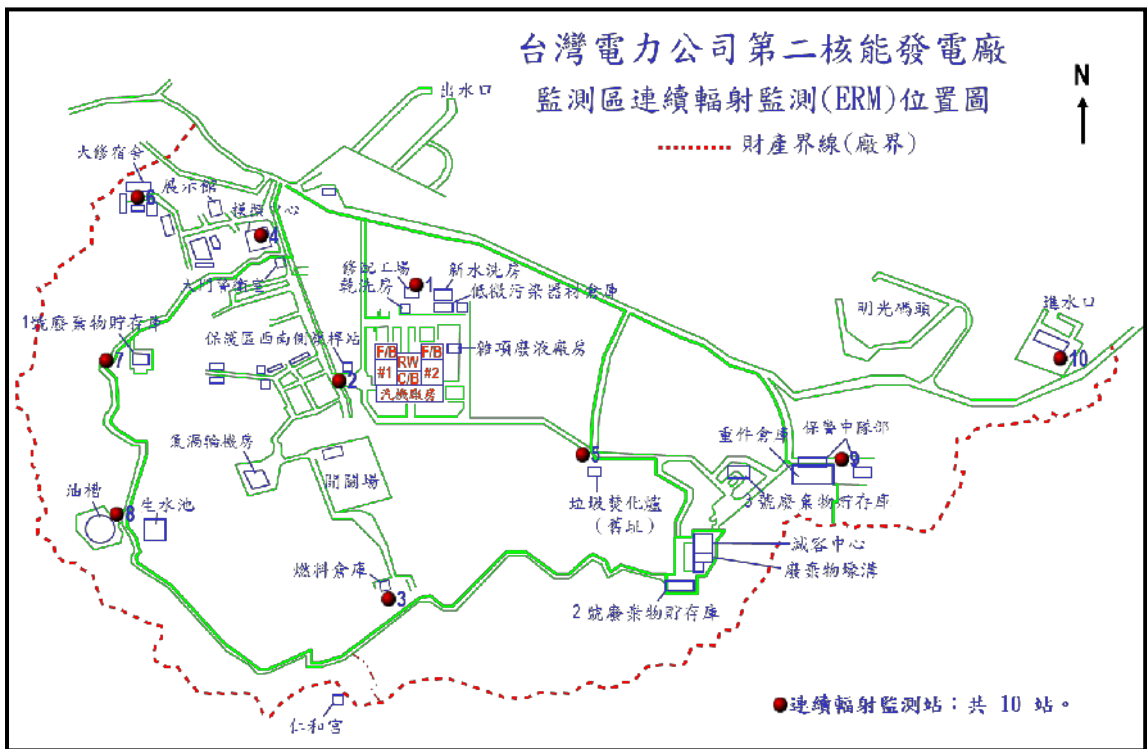 台灣電力公司第二核能發電廠
監測區連續輻射監測(ERM)位置圖
財產界線(廠界)
N
出水口
大修宿舍
6
展示館
模擬中心
4
大門警衛室
修配工場
1
新水洗房
乾洗房
低微污染器材倉庫
明光碼頭
進水口
10
1號廢棄物貯存庫
7
保護區西南側
2
F/B
F/B
RW
#1
#2
C/B
汽機廠房
雜項廢液廠房
重件倉庫
保警中隊部
9
5
氣渦輪機房
開關場
油槽
8
生水池
垃圾焚化爐
(舊址)
3號廢棄物貯存庫
減容中心
廢棄物壕溝
燃料倉庫
3
2號廢棄物貯存庫
仁和宮
連續輻射監測站：共 10 站。